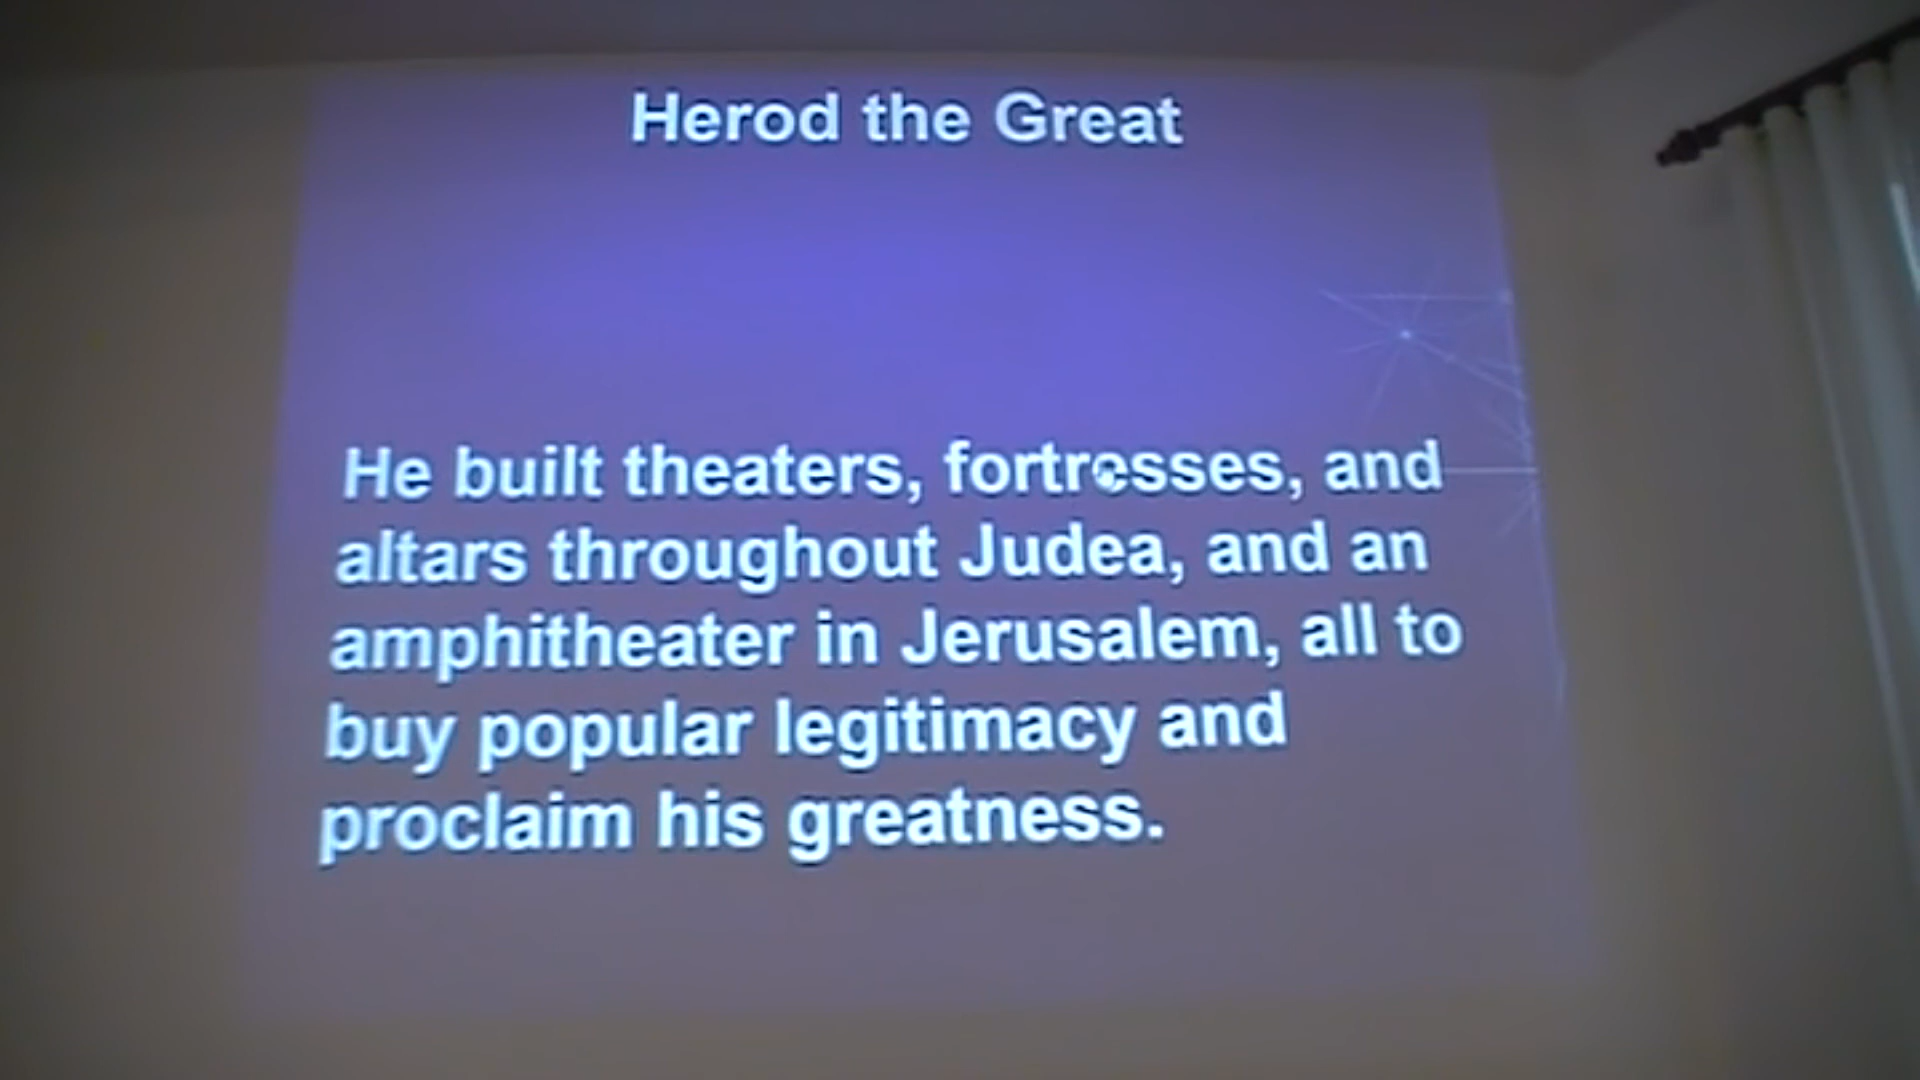 Herod the Great
He built theaters, fortresses, and
altars throughout Judea, and an
amphitheater in Jerusalem, all to
buy popular legitimacy and
proclaim his greatness.